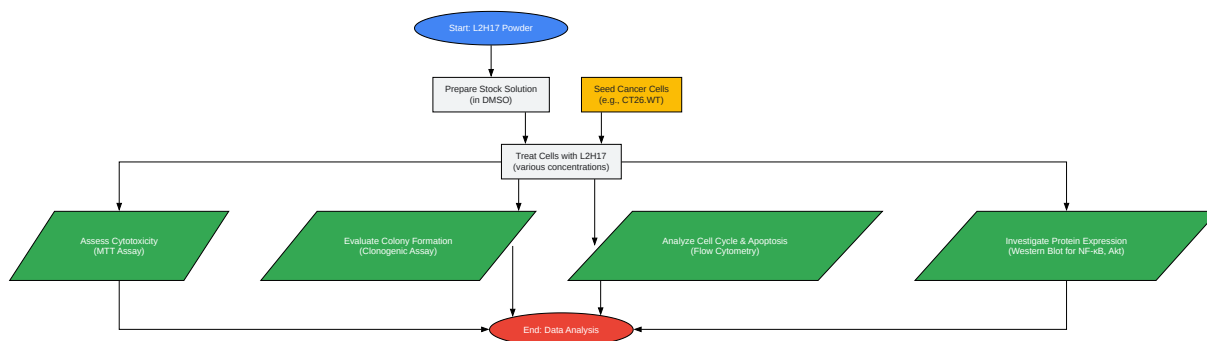 Start: L2H17 Powder
Prepare Stock Solution
(in DMSO)
Seed Cancer Cells
(e.g., CT26.WT)
Treat Cells with L2H17
(various concentrations)
Assess Cytotoxicity
(MTT Assay)
Evaluate Colony Formation
(Clonogenic Assay)
Analyze Cell Cycle & Apoptosis
(Flow Cytometry)
Investigate Protein Expression
(Western Blot for NF-κB, Akt)
End: Data Analysis